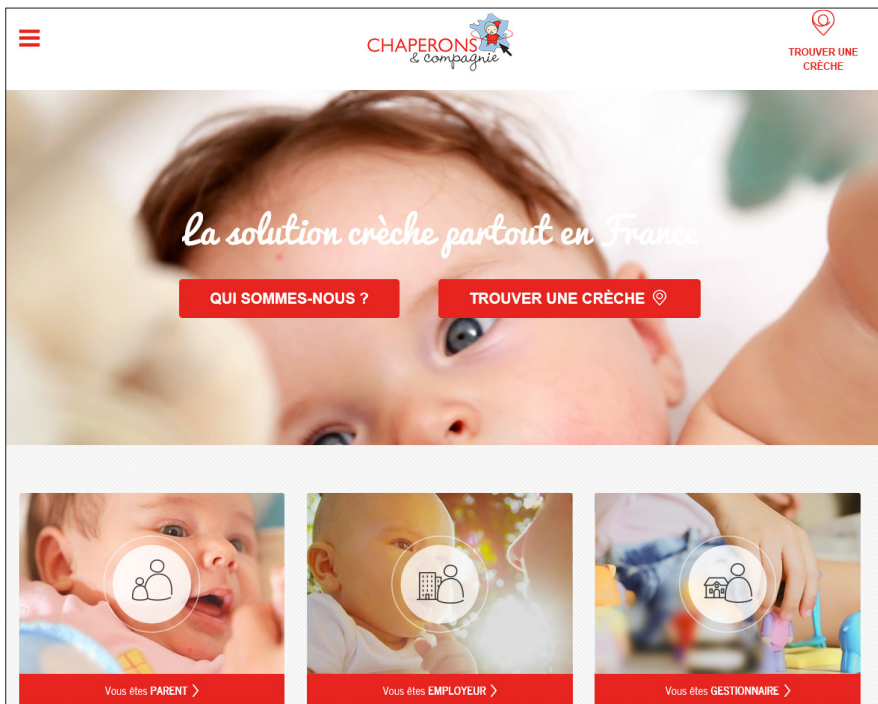 CHAPERONS
& compagnie
TROUVER UNE
CRÈCHE
La solution crèche partout en France
QUI SOMMES-NOUS ?
TROUVER UNE CRÈCHE
Vous êtes PARENT
Vous êtes EMPLOYEUR
Vous êtes GESTIONNAIRE